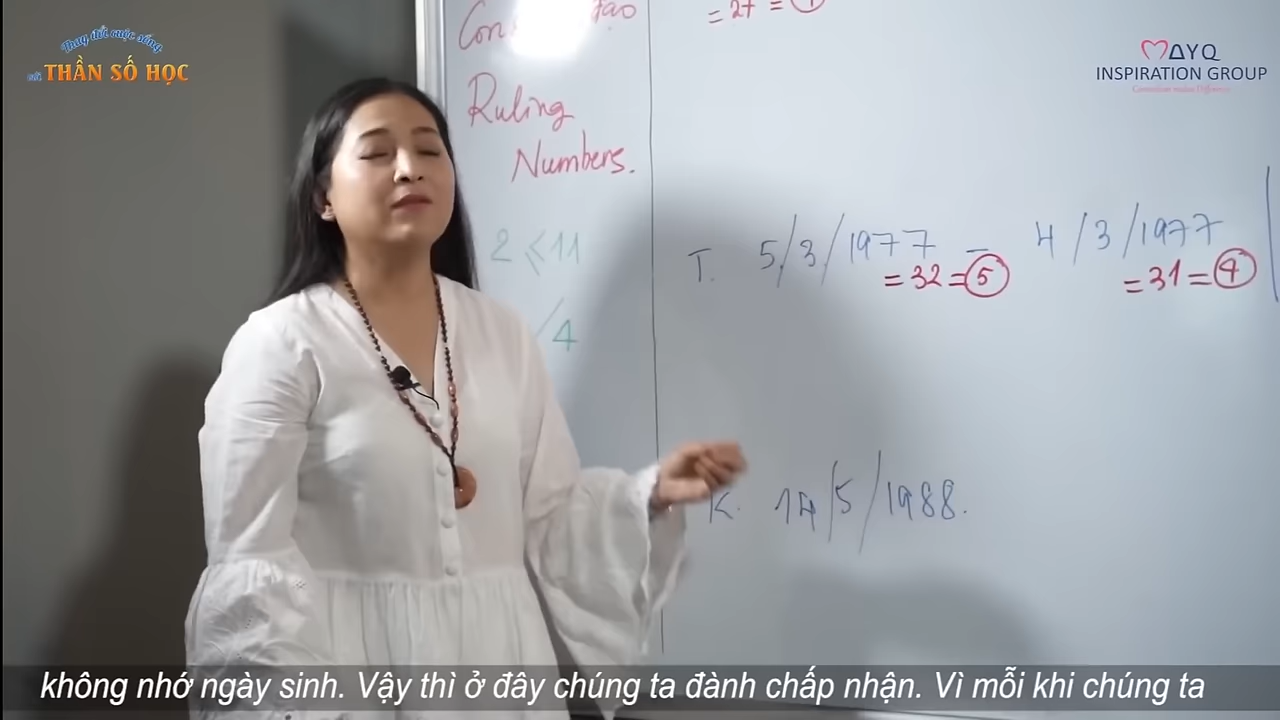 Thay đổi cuộc sống
với THẦN SỐ HỌC
MAYQ
INSPIRATION GROUP
Con
= 27 =
Ruling
Numbers.
2 ≤ 11
/4
T. 5/3/1977 – 4/3/1977
= 32 = 5
= 31 = 4
K. 14/5/1988.
không nhớ ngày sinh. Vậy thì ở đây chúng ta đành chấp nhận. Vì mỗi khi chúng ta